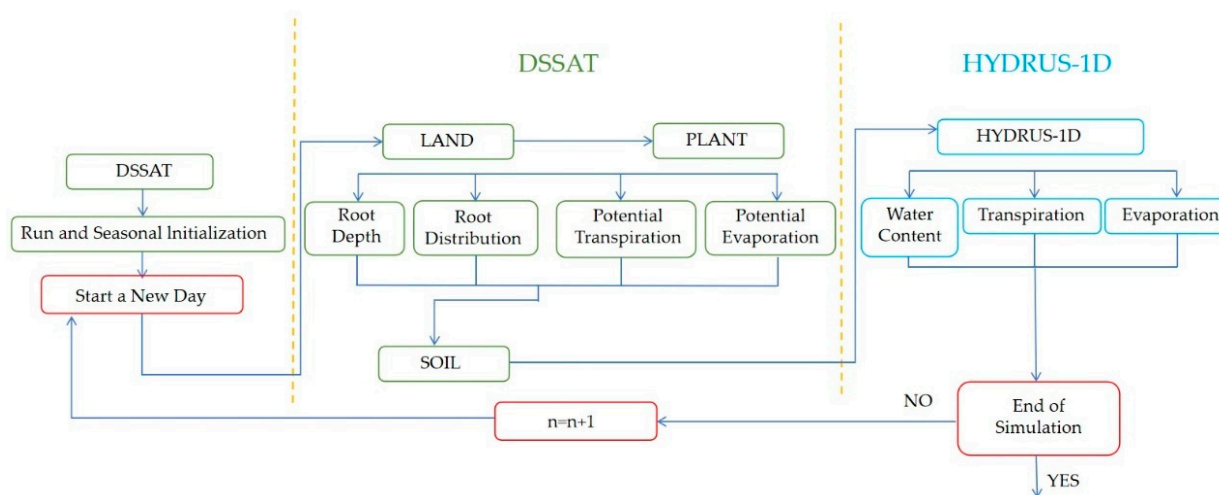 DSSAT
HYDRUS-1D
DSSAT
Run and Seasonal Initialization
Start a New Day
LAND
PLANT
Root
Depth
Root
Distribution
Potential
Transpiration
Potential
Evaporation
SOIL
HYDRUS-1D
Water
Content
Transpiration
Evaporation
End of
Simulation
NO
n=n+1
YES